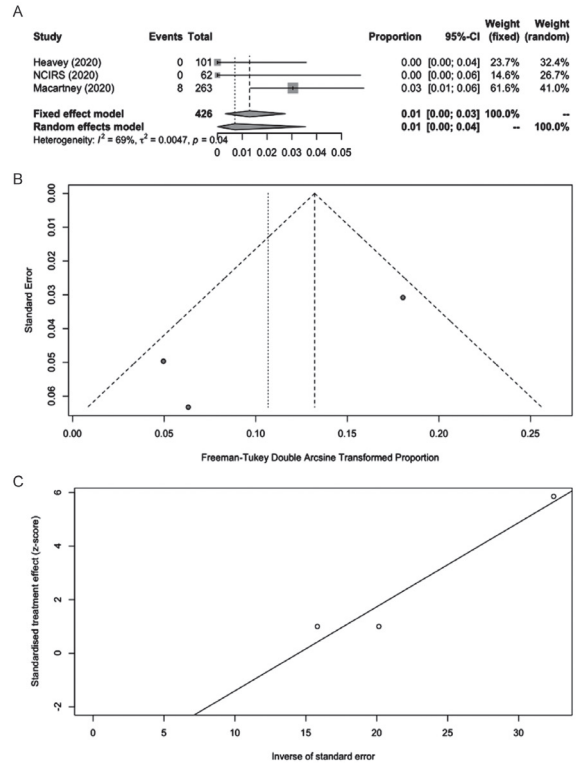 A
Study Events Total Proportion 95%-CI Weight (fixed) Weight (random)
Heavey (2020) 0 101 0.00 [0.00; 0.04] 23.7% 32.4%
NCIRS (2020) 0 62 0.00 [0.00; 0.06] 14.6% 26.7%
Macartney (2020) 8 263 0.03 [0.01; 0.06] 61.6% 41.0%
Fixed effect model 426 0.01 [0.00; 0.03] 100.0% --
Random effects model 0.01 [0.00; 0.04] -- 100.0%
Heterogeneity: I² = 69%, τ² = 0.0047, p = 0.04
0 0.01 0.02 0.03 0.04 0.05
B
Standard Error
0.00
0.01
0.02
0.03
0.04
0.05
0.06
0.00 0.05 0.10 0.15 0.20 0.25
Freeman-Tukey Double Arcsine Transformed Proportion
C
Standardised treatment effect (z-score)
6
4
2
0
-2
0 5 10 15 20 25 30
Inverse of standard error